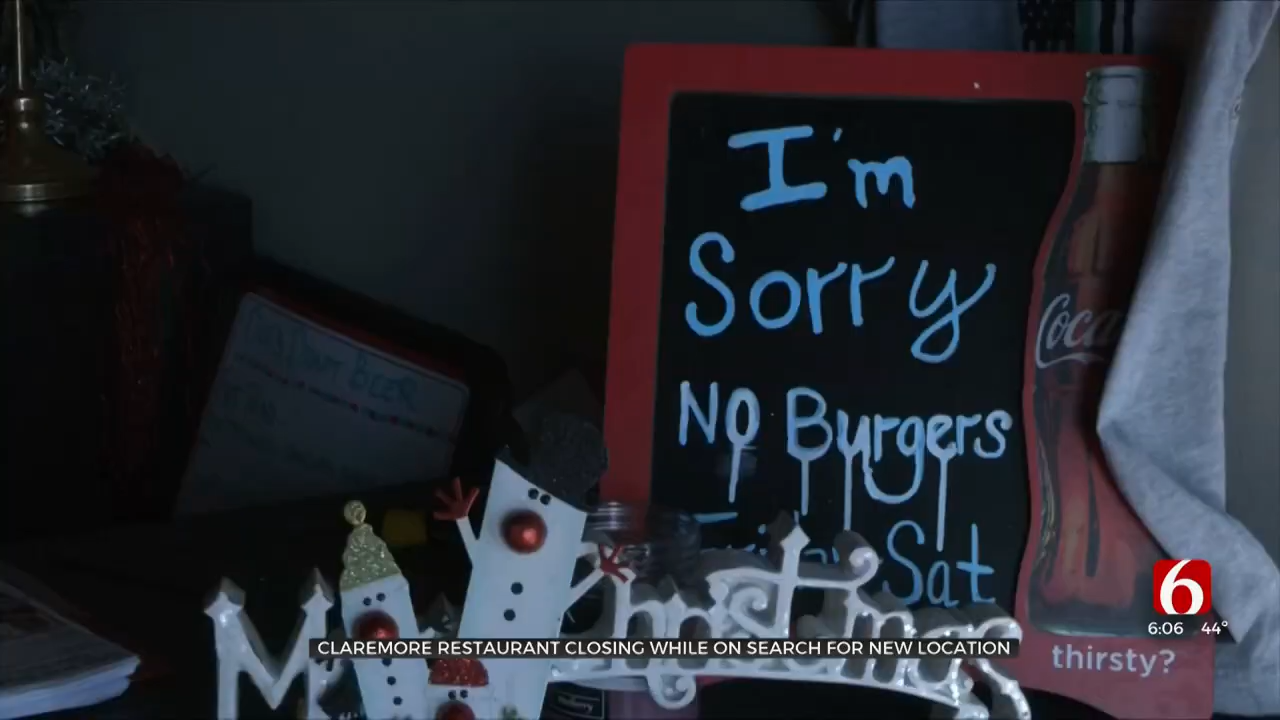 I'm
Sorry
No Burgers
Sat
Coca
thirsty?
BEER
Christmas
6
6:06 44°
CLAREMORE RESTAURANT CLOSING WHILE ON SEARCH FOR NEW LOCATION